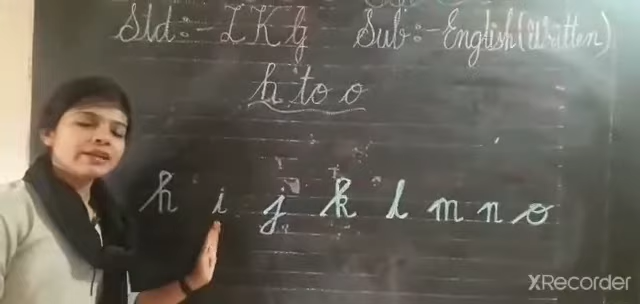 Std:- L K G Sub:- English(Written)
h to o
h i j k l m n o
XRecorder